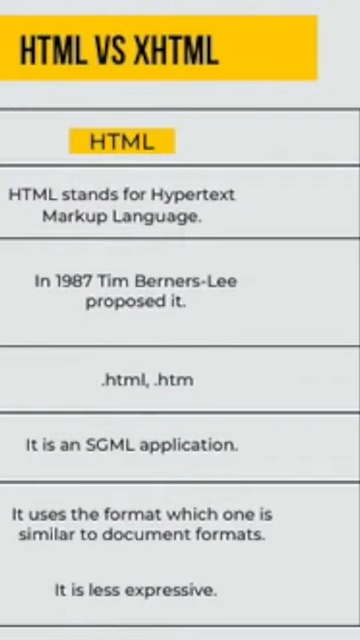 HTML VS XHTML
HTML
HTML stands for Hypertext
Markup Language.
In 1987 Tim Berners-Lee
proposed it.
.html, .htm
It is an SGML application.
It uses the format which one is
similar to document formats.
It is less expressive.